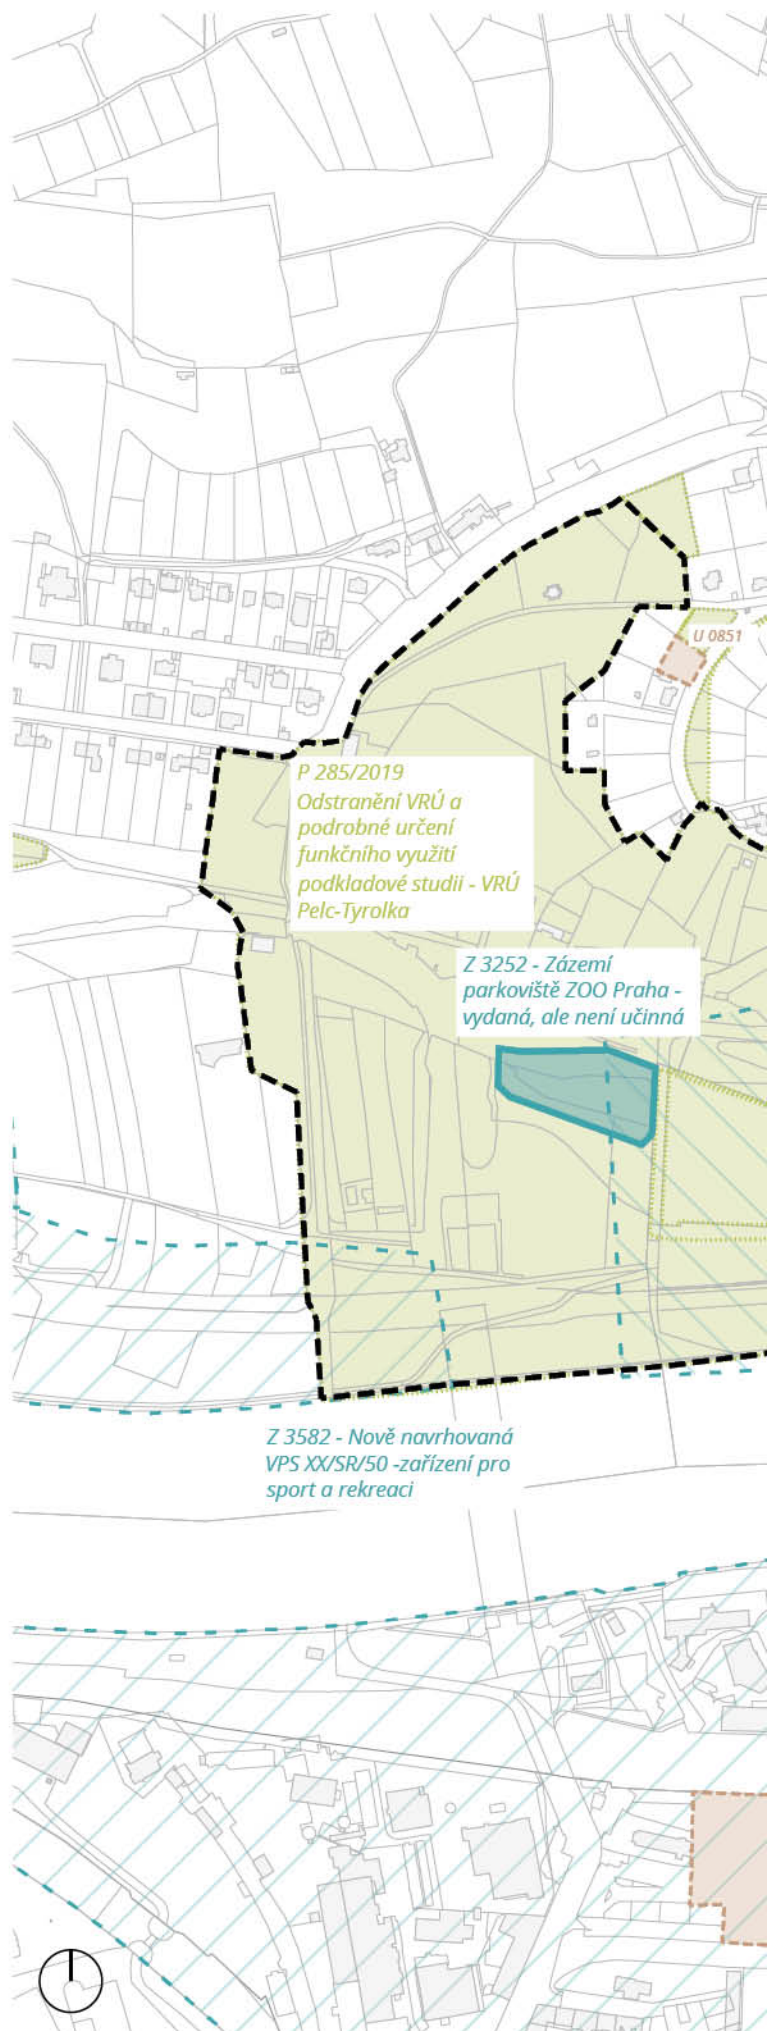 U 0851
P 285/2019
Odstranění VRÚ a
podrobné určení
funkčního využití
podkladové studii - VRÚ
Pelc-Tyrolka
Z 3252 - Zázemí
parkoviště ZOO Praha -
vydaná, ale není učinná
Z 3582 - Nově navrhovaná
VPS XX/SR/50 -zařízení pro
sport a rekreaci